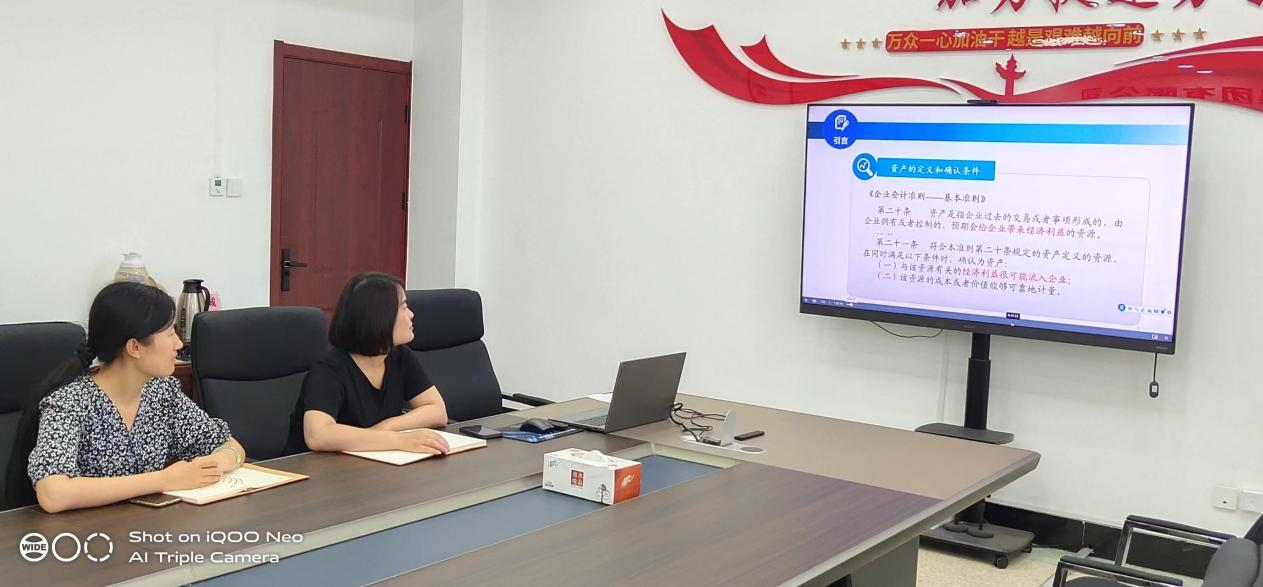 万众一心加油干越是艰难越向前
引言
资产的定义和确认条件
《企业会计准则——基本准则》
第二十条 资产是指企业过去的交易或者事项形成的、由
企业拥有或者控制的、预期会给企业带来经济利益的资源。
……
第二十一条 符合本准则第二十条规定的资产定义的资源,
在同时满足以下条件时,确认为资产:
(一)与该资源有关的经济利益很可能流入企业;
(二)该资源的成本或者价值能够可靠地计量。
WIDE
Shot on iQOO Neo
AI Triple Camera